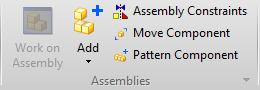 Work on
Assembly
Add
Assembly Constraints
Move Component
Pattern Component
Assemblies